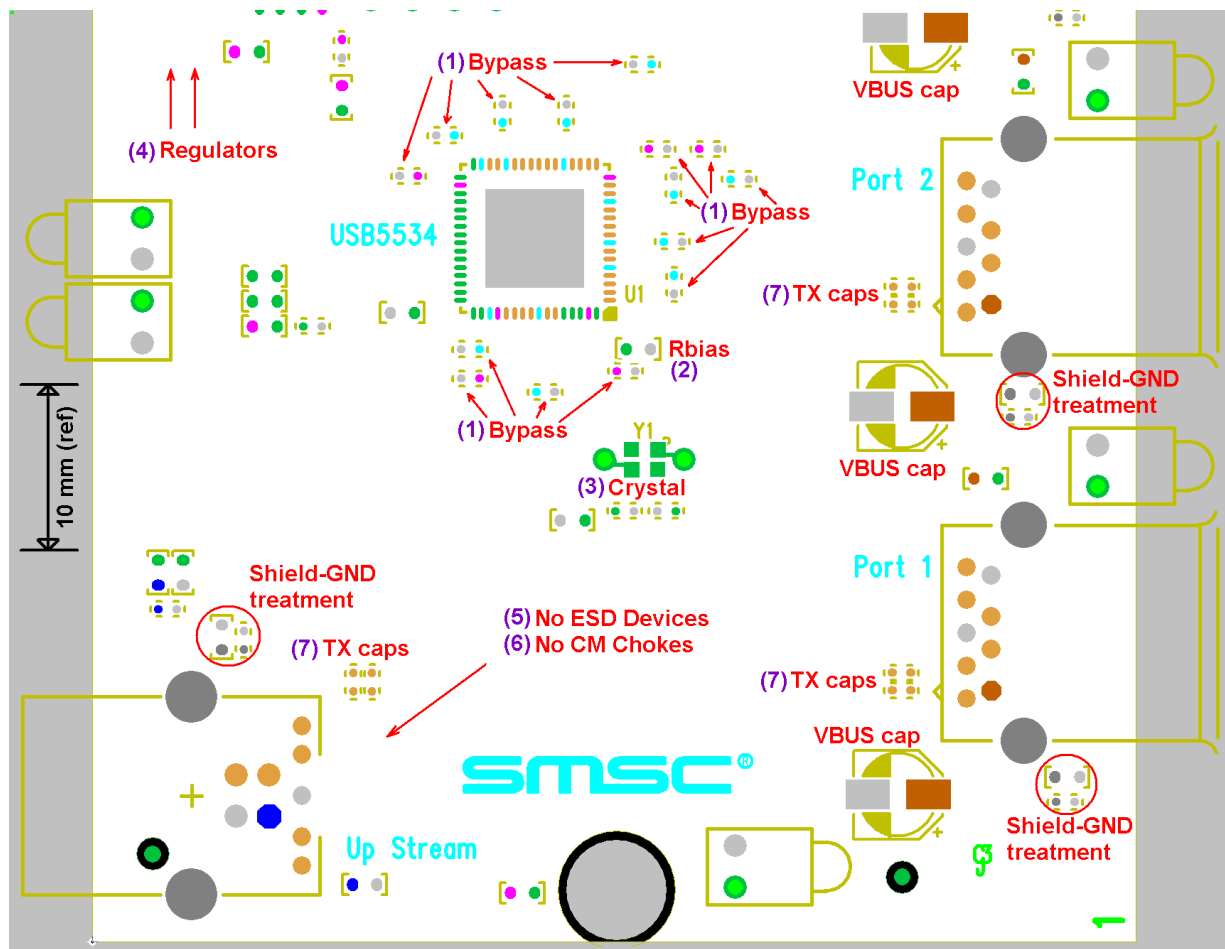 (1) Bypass
VBUS cap
(4) Regulators
Port 2
(1) Bypass
USB5534
U1
(7) TX caps
Rbias
(2)
Shield-GND
treatment
10 mm (ref)
(1) Bypass
Y1
VBUS cap
(3) Crystal
Port 1
Shield-GND
treatment
(5) No ESD Devices
(6) No CM Chokes
(7) TX caps
(7) TX caps
VBUS cap
SMSC®
Shield-GND
treatment
Up Stream
1